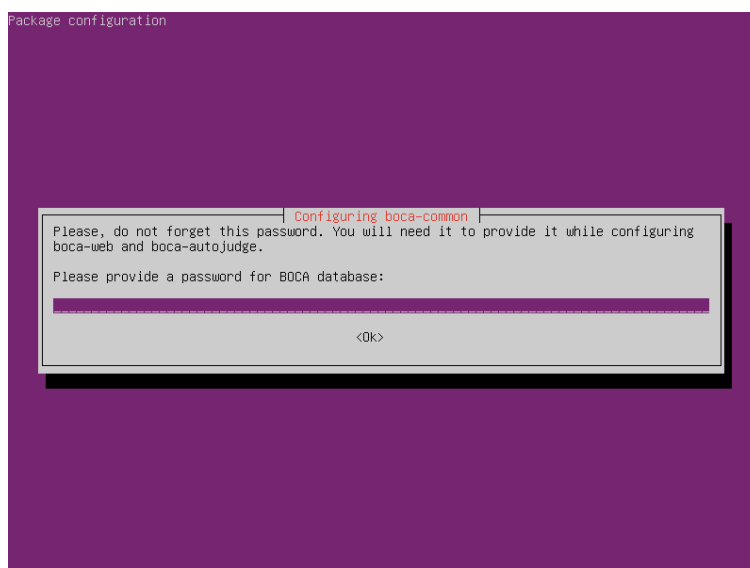 Package configuration
Configuring boca-common
Please, do not forget this password. You will need it to provide it while configuring
boca-web and boca-autojudge.
Please provide a password for BOCA database:
<Ok>